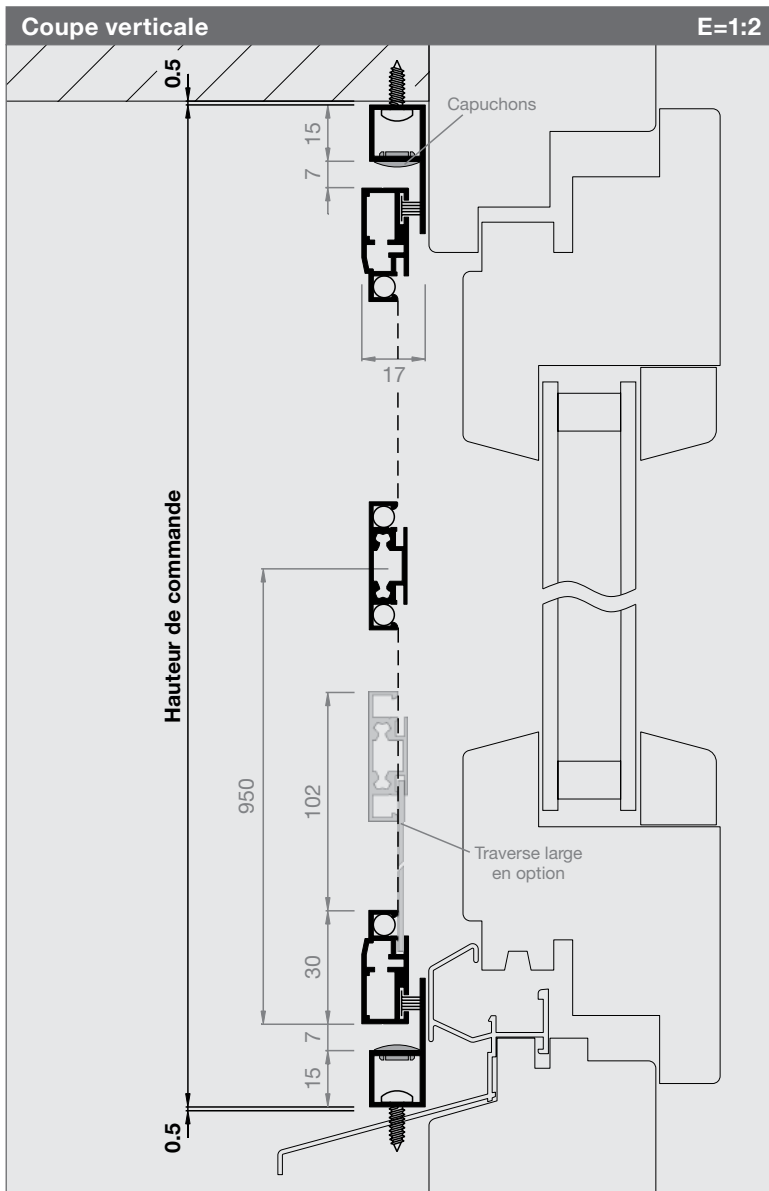 Coupe verticale E=1:2
0.5
15
Capuchons
7
17
Hauteur de commande
950
102
Traverse large
en option
30
7
15
0.5